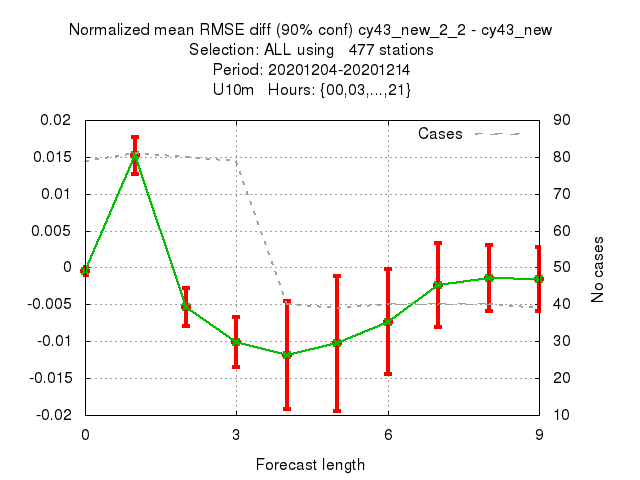 Normalized mean RMSE diff (90% conf) cy43_new_2_2 - cy43_new
Selection: ALL using 477 stations
Period: 20201204-20201214
U10m Hours: {00,03,...,21}
Cases
0.02
0.015
0.01
0.005
0
-0.005
-0.01
-0.015
-0.02
90
80
70
60
50
40
30
20
10
No cases
0 3 6 9
Forecast length